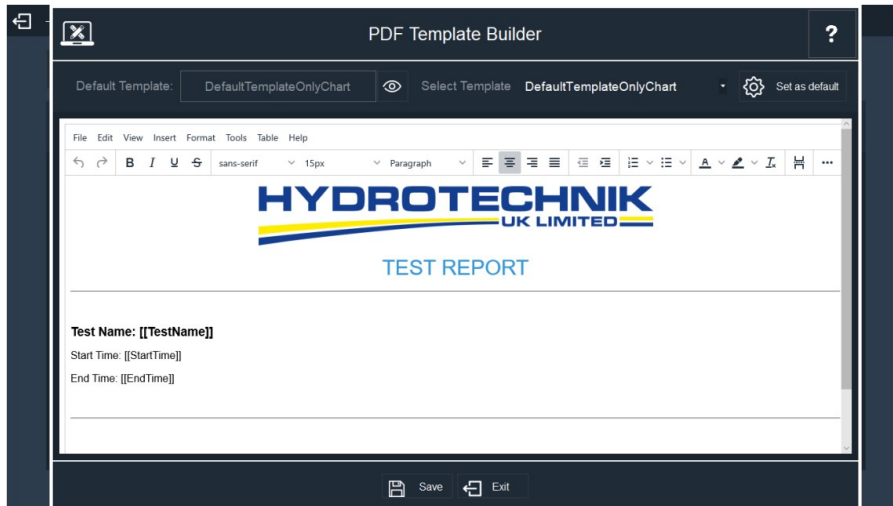 PDF Template Builder
?
Default Template: DefaultTemplateOnlyChart Select Template DefaultTemplateOnlyChart Set as default
File Edit View Insert Format Tools Table Help
B I U S sans-serif 15px Paragraph A
HYDROTECHNIK
UK LIMITED
TEST REPORT
Test Name: [[TestName]]
Start Time: [[StartTime]]
End Time: [[EndTime]]
Save Exit